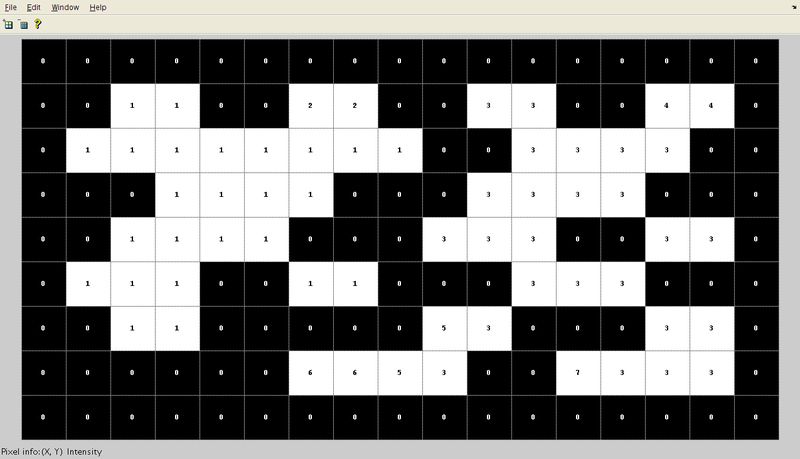 File Edit Window Help
0 0 0 0 0 0 0 0 0 0 0 0 0 0 0 0 0
0 0 1 1 0 0 2 2 0 0 3 3 0 0 4 4 0
0 1 1 1 1 1 1 1 1 0 0 3 3 3 3 0 0
0 0 0 1 1 1 1 0 0 0 3 3 3 3 0 0 0
0 0 1 1 1 1 0 0 0 3 3 3 0 0 3 3 0
0 1 1 1 0 0 1 1 0 0 0 3 3 3 0 0 0
0 0 1 1 0 0 0 0 0 5 3 0 0 0 3 3 0
0 0 0 0 0 0 6 6 5 3 0 0 7 3 3 3 0
0 0 0 0 0 0 0 0 0 0 0 0 0 0 0 0 0
Pixel info: (X, Y) Intensity